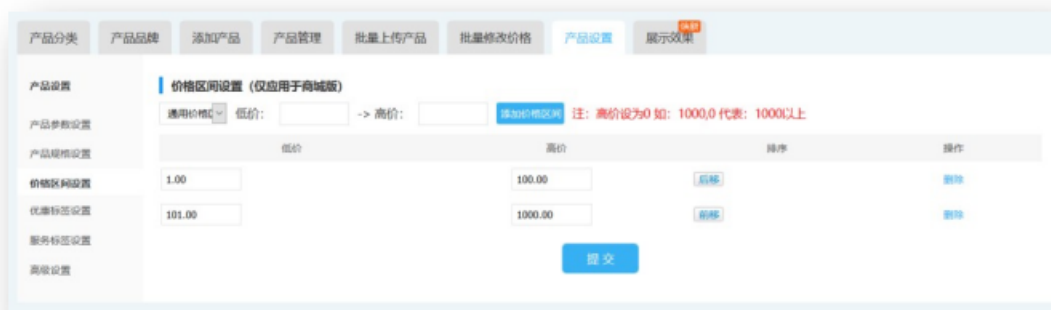 产品分类 产品品牌 添加产品 产品管理 批量上传产品 批量修改价格 产品设置 展示效果
产品设置
产品参数设置
产品规格设置
价格区间设置
优惠标签设置
服务标签设置
高级设置
价格区间设置（仅应用于商城版）
通用价格 低价： -> 高价： 添加价格区间 注：高价设为0 如：1000,0 代表：1000以上
低价 高价 排序 操作
1.00 100.00 后移 删除
101.00 1000.00 前移 删除
提交